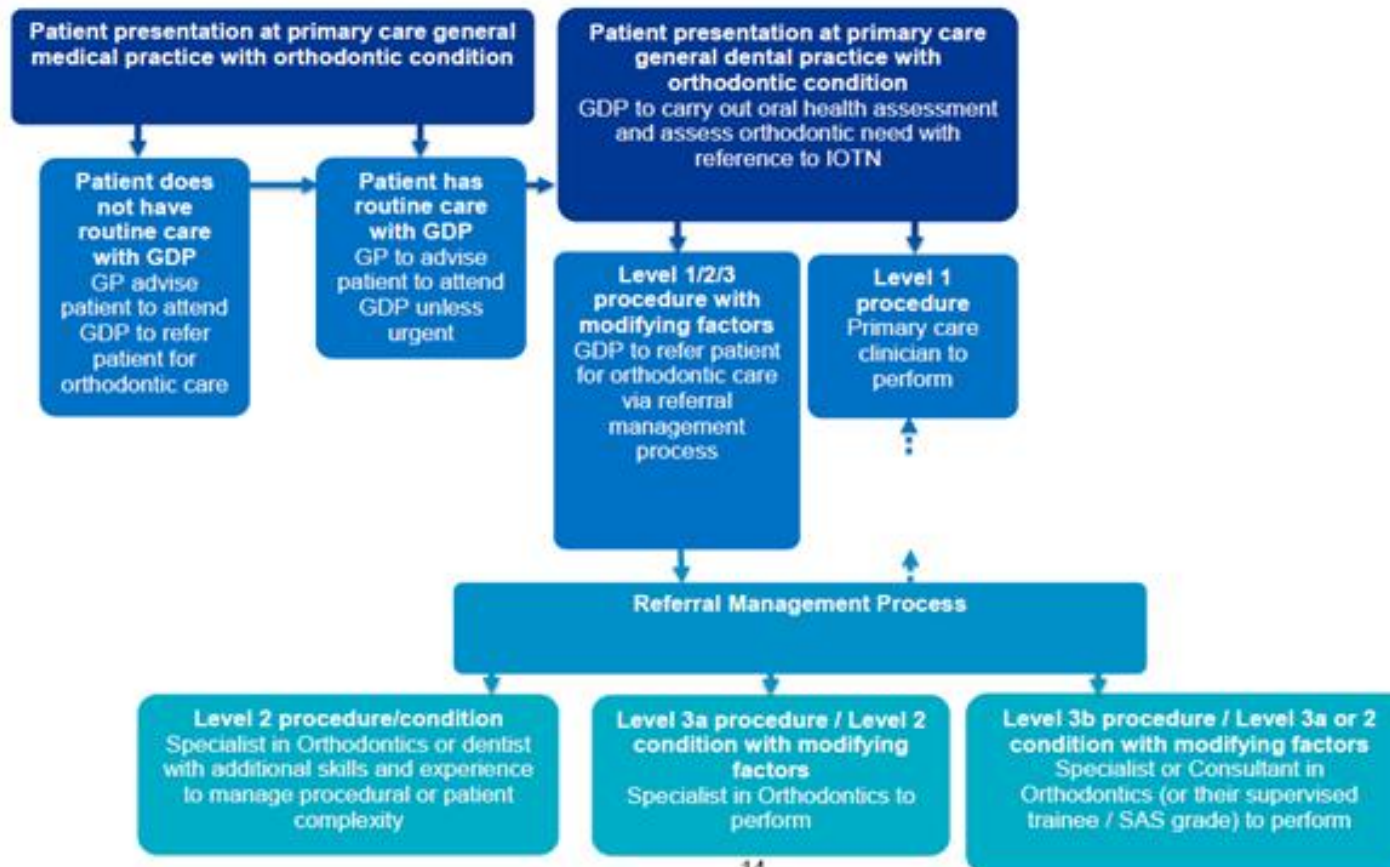 Patient presentation at primary care general
medical practice with orthodontic condition
Patient presentation at primary care
general dental practice with
orthodontic condition
GDP to carry out oral health assessment
and assess orthodontic need with
reference to IOTN
Patient does
not have
routine care
with GDP
GP advise
patient to attend
GDP to refer
patient for
orthodontic care
Patient has
routine care
with GDP
GP to advise
patient to attend
GDP unless
urgent
Level 1/2/3
procedure with
modifying factors
GDP to refer patient
for orthodontic care
via referral
management
process
Level 1
procedure
Primary care
clinician to
perform
Referral Management Process
Level 2 procedure/condition
Specialist in Orthodontics or dentist
with additional skills and experience
to manage procedural or patient
complexity
Level 3a procedure / Level 2
condition with modifying
factors
Specialist in Orthodontics to
perform
Level 3b procedure / Level 3a or 2
condition with modifying factors
Specialist or Consultant in
Orthodontics (or their supervised
trainee / SAS grade) to perform